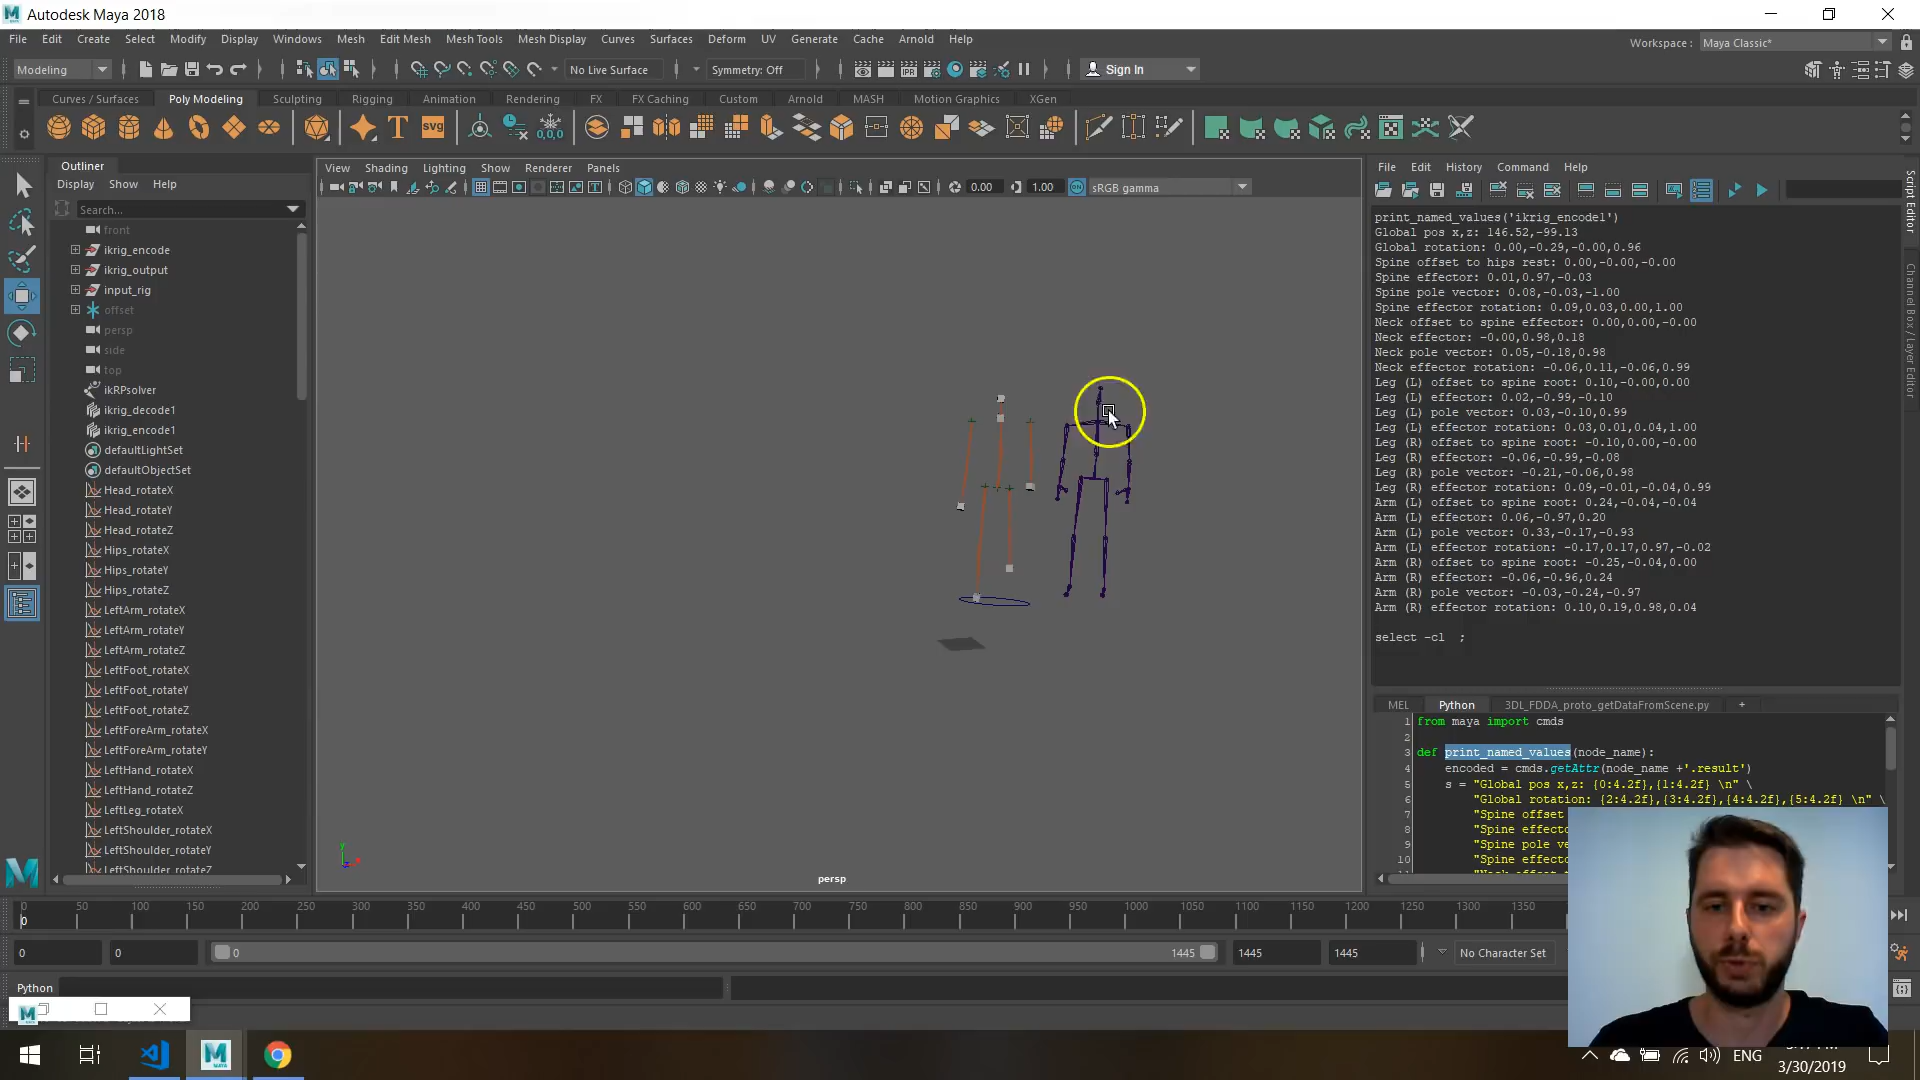 Autodesk Maya 2018
File Edit Create Select Modify Display Windows Mesh Edit Mesh Mesh Tools Mesh Display Curves Surfaces Deform UV Generate Cache Arnold Help
Workspace : Maya Classic*
Modeling No Live Surface Symmetry: Off Sign In
Curves / Surfaces Poly Modeling Sculpting Rigging Animation Rendering FX FX Caching Custom Arnold MASH Motion Graphics XGen
T svg 0,0,0
Outliner
Display Show Help
Search...
front
ikrig_encode
ikrig_output
input_rig
offset
persp
side
top
ikRPsolver
ikrig_decode1
ikrig_encode1
defaultLightSet
defaultObjectSet
Head_rotateX
Head_rotateY
Head_rotateZ
Hips_rotateX
Hips_rotateY
Hips_rotateZ
LeftArm_rotateX
LeftArm_rotateY
LeftArm_rotateZ
LeftFoot_rotateX
LeftFoot_rotateY
LeftFoot_rotateZ
LeftForeArm_rotateX
LeftForeArm_rotateY
LeftHand_rotateX
LeftHand_rotateZ
LeftLeg_rotateX
LeftShoulder_rotateX
LeftShoulder_rotateY
LeftShoulder_rotateZ
View Shading Lighting Show Renderer Panels
0.00 1.00 sRGB gamma
persp
File Edit History Command Help
Script Editor
Channel Box / Layer Editor
print_named_values('ikrig_encode1')
Global pos x,z: 146.52,-99.13
Global rotation: 0.00,-0.29,-0.00,0.96
Spine offset to hips rest: 0.00,-0.00,-0.00
Spine effector: 0.01,0.97,-0.03
Spine pole vector: 0.08,-0.03,-1.00
Spine effector rotation: 0.09,0.03,0.00,1.00
Neck offset to spine effector: 0.00,0.00,-0.00
Neck effector: -0.00,0.98,0.18
Neck pole vector: 0.05,-0.18,0.98
Neck effector rotation: -0.06,0.11,-0.06,0.99
Leg (L) offset to spine root: 0.10,-0.00,0.00
Leg (L) effector: 0.02,-0.99,-0.10
Leg (L) pole vector: 0.03,-0.10,0.99
Leg (L) effector rotation: 0.03,0.01,0.04,1.00
Leg (R) offset to spine root: -0.10,0.00,-0.00
Leg (R) effector: -0.06,-0.99,-0.08
Leg (R) pole vector: -0.21,-0.06,0.98
Leg (R) effector rotation: 0.09,-0.01,-0.04,0.99
Arm (L) offset to spine root: 0.24,-0.04,-0.04
Arm (L) effector: 0.06,-0.97,0.20
Arm (L) pole vector: 0.33,-0.17,-0.93
Arm (L) effector rotation: -0.17,0.17,0.97,-0.02
Arm (R) offset to spine root: -0.25,-0.04,0.00
Arm (R) effector: -0.06,-0.96,0.24
Arm (R) pole vector: -0.03,-0.24,-0.97
Arm (R) effector rotation: 0.10,0.19,0.98,0.04
select -cl ;
MEL Python 3DL_FDDA_proto_getDataFromScene.py +
1 from maya import cmds
2
3 def print_named_values(node_name):
4 encoded = cmds.getAttr(node_name +'.result')
5 s = "Global pos x,z: {0:4.2f},{1:4.2f} \n" \
6 "Global rotation: {2:4.2f},{3:4.2f},{4:4.2f},{5:4.2f} \n" \
7 "Spine offset
8 "Spine effecto
9 "Spine pole ve
10 "Spine effecto
0 50 100 150 200 250 300 350 400 450 500 550 600 650 700 750 800 850 900 950 1000 1050 1100 1150 1200 1250 1300 1350
0
0 0 0 1445 1445 1445 No Character Set
Python
ENG
3/30/2019